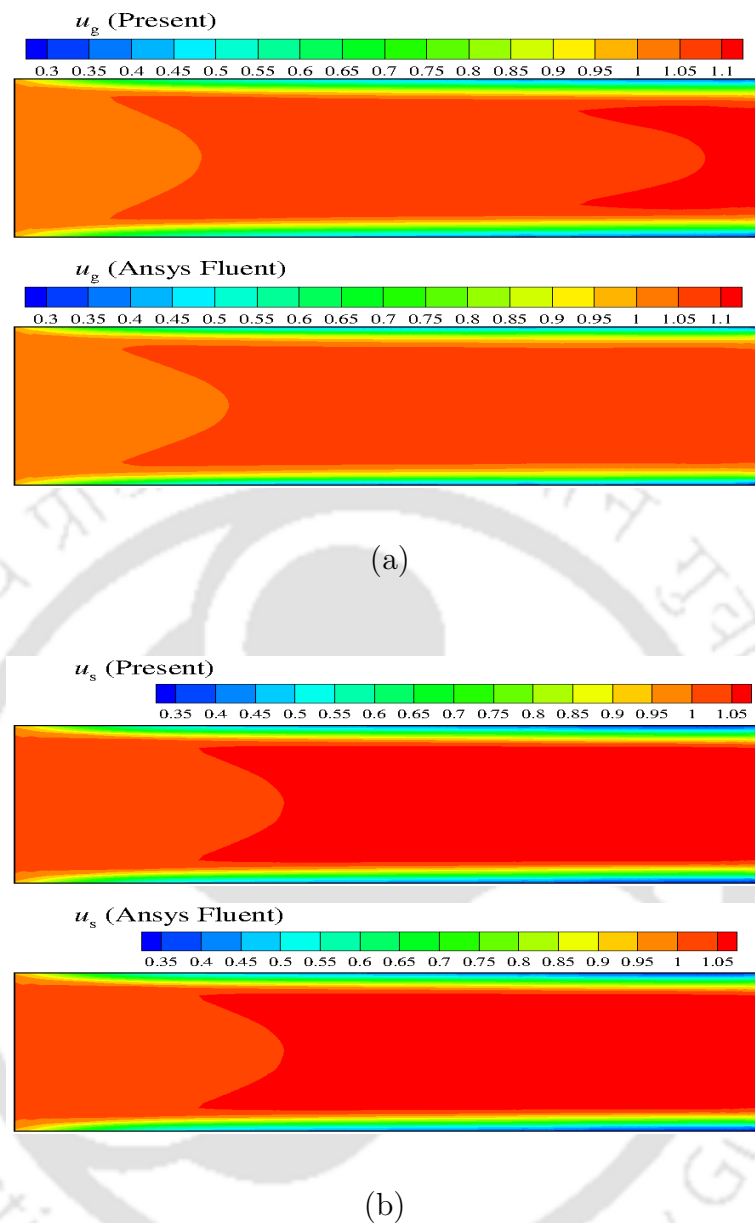 u_g (Present)
0.3 0.35 0.4 0.45 0.5 0.55 0.6 0.65 0.7 0.75 0.8 0.85 0.9 0.95 1 1.05 1.1
u_g (Ansys Fluent)
0.3 0.35 0.4 0.45 0.5 0.55 0.6 0.65 0.7 0.75 0.8 0.85 0.9 0.95 1 1.05 1.1
(a)
u_s (Present)
0.35 0.4 0.45 0.5 0.55 0.6 0.65 0.7 0.75 0.8 0.85 0.9 0.95 1 1.05
u_s (Ansys Fluent)
0.35 0.4 0.45 0.5 0.55 0.6 0.65 0.7 0.75 0.8 0.85 0.9 0.95 1 1.05
(b)